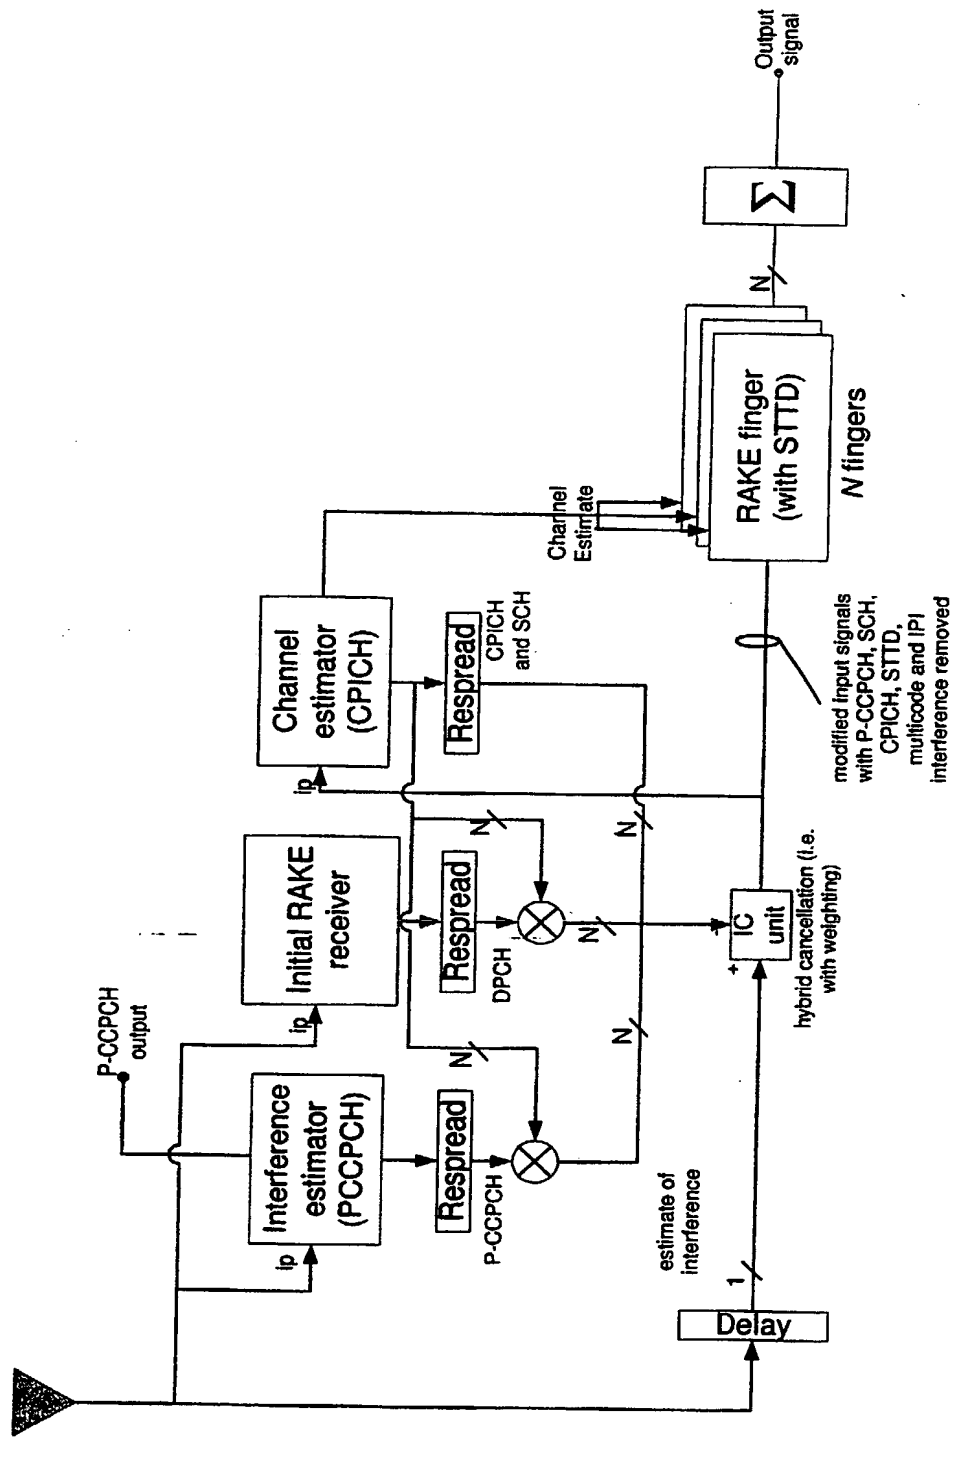 P-CCPCH
output
Interference
estimator
(PCCPCH)
ip
Initial RAKE
receiver
ip
Channel
estimator
(CPICH)
ip
Respread
P-CCPCH
Respread
DPCH
Respread
CPICH
and SCH
N
N
N
N
N
Channel
Estimate
estimate of
interference
Delay
1
+
IC
unit
hybrid cancellation (i.e.
with weighting)
modified input signals
with P-CCPCH, SCH,
CPICH, STTD,
multicode and IPI
interference removed
RAKE finger
(with STTD)
N fingers
N
Σ
Output
signal